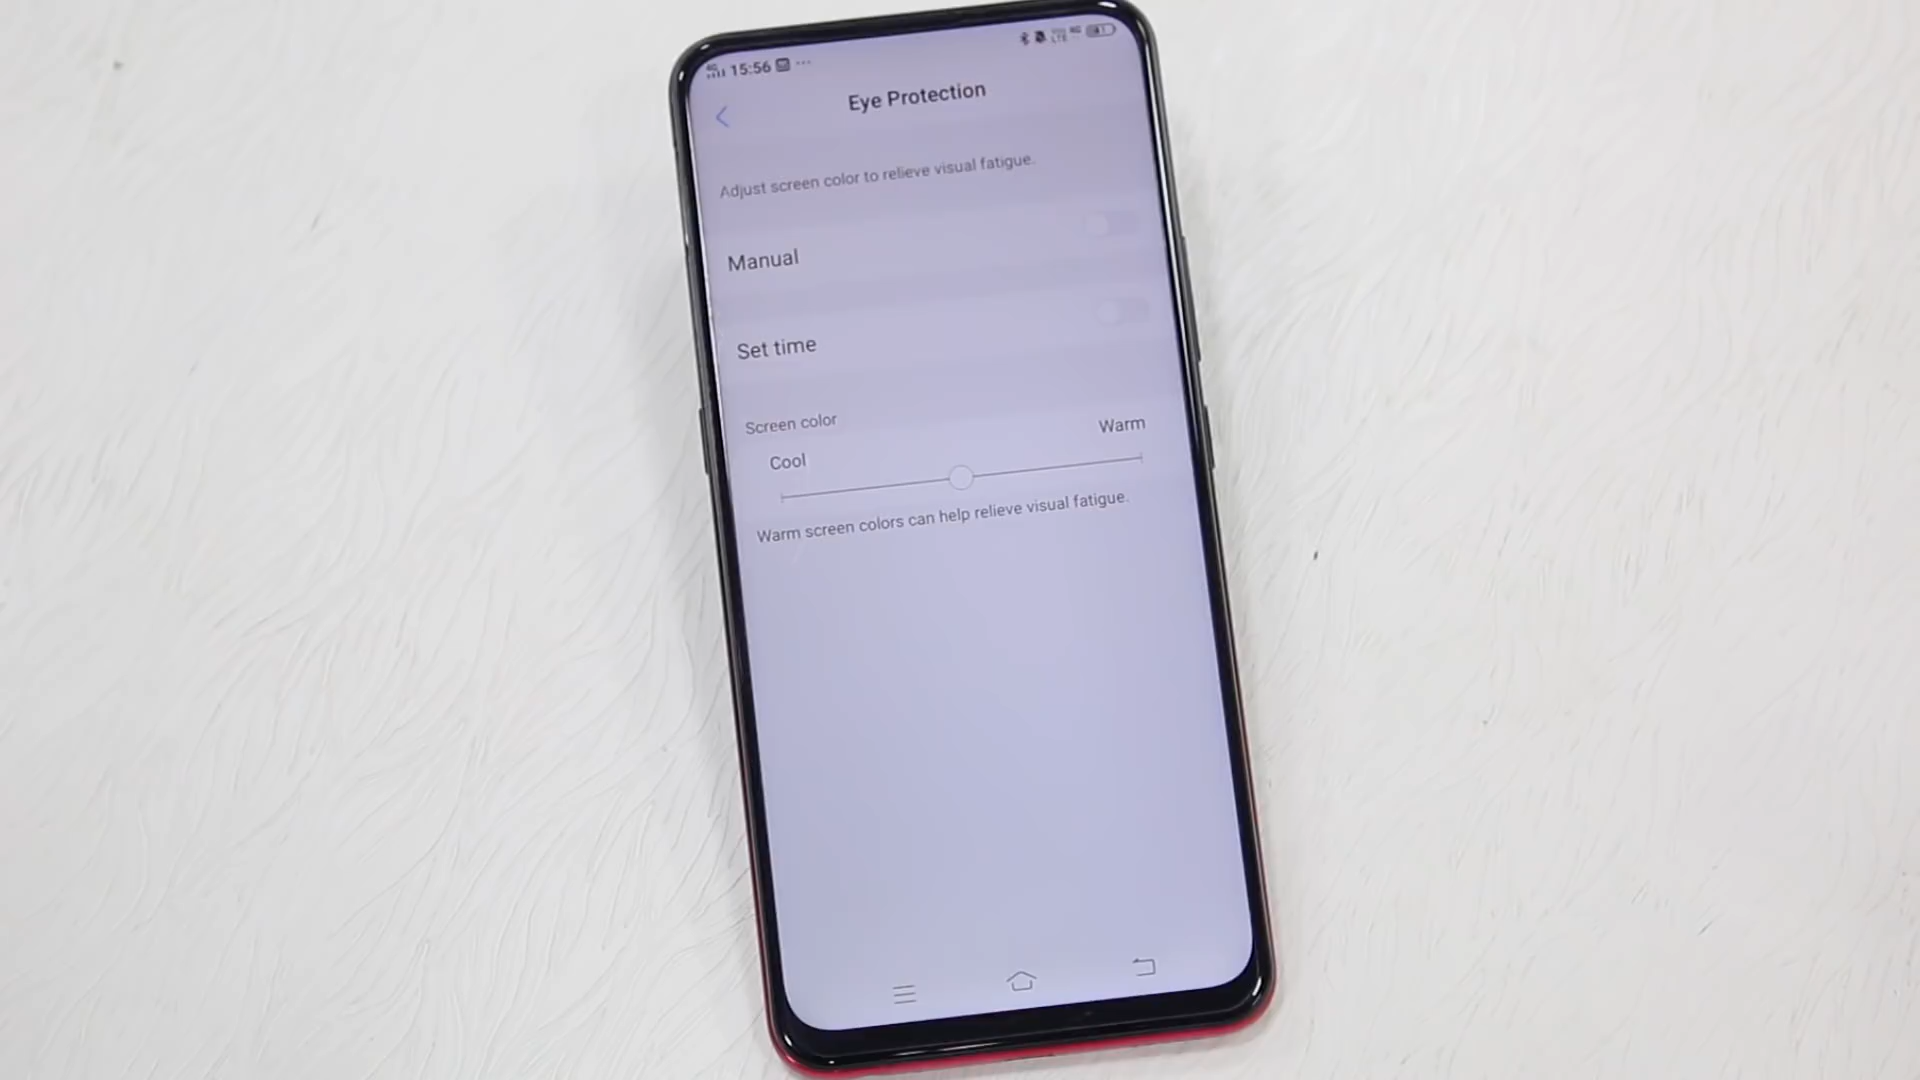 15:56
Eye Protection
Adjust screen color to relieve visual fatigue.
Manual
Set time
Screen color
Cool
Warm
Warm screen colors can help relieve visual fatigue.